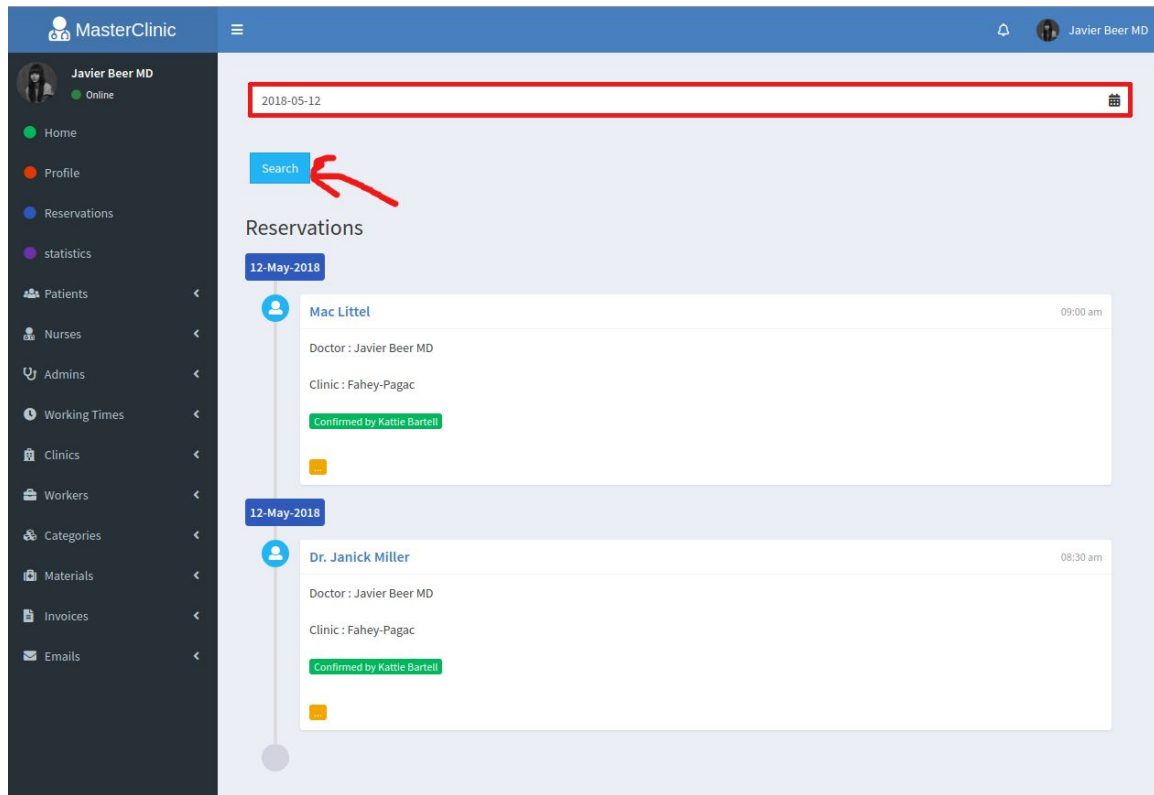 MasterClinic
Javier Beer MD
Javier Beer MD
Online
Home
Profile
Reservations
statistics
Patients
Nurses
Admins
Working Times
Clinics
Workers
Categories
Materials
Invoices
Emails
2018-05-12
Search
Reservations
12-May-2018
Mac Littel 09:00 am
Doctor : Javier Beer MD
Clinic : Fahey-Pagac
Confirmed by Kattie Bartell
...
12-May-2018
Dr. Janick Miller 08:30 am
Doctor : Javier Beer MD
Clinic : Fahey-Pagac
Confirmed by Kattie Bartell
...